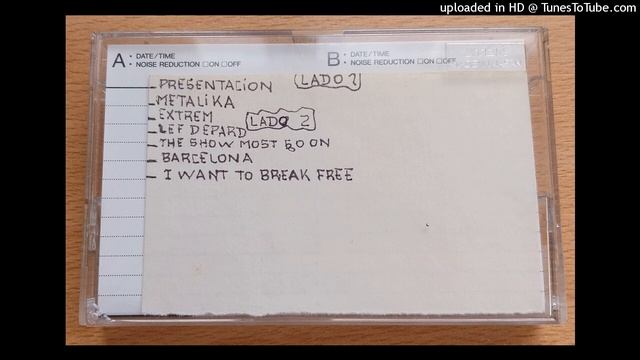 uploaded in HD @ TunesToTube.com
A DATE/TIME
NOISE REDUCTION □ON □OFF
B DATE/TIME
NOISE REDUCTION □ON □OFF
PRESENTACION LADO 1
METALIKA
EXTREM
LADO 2
LEF DEPARD
THE SHOW MOST GO ON
BARCELONA
I WANT TO BREAK FREE